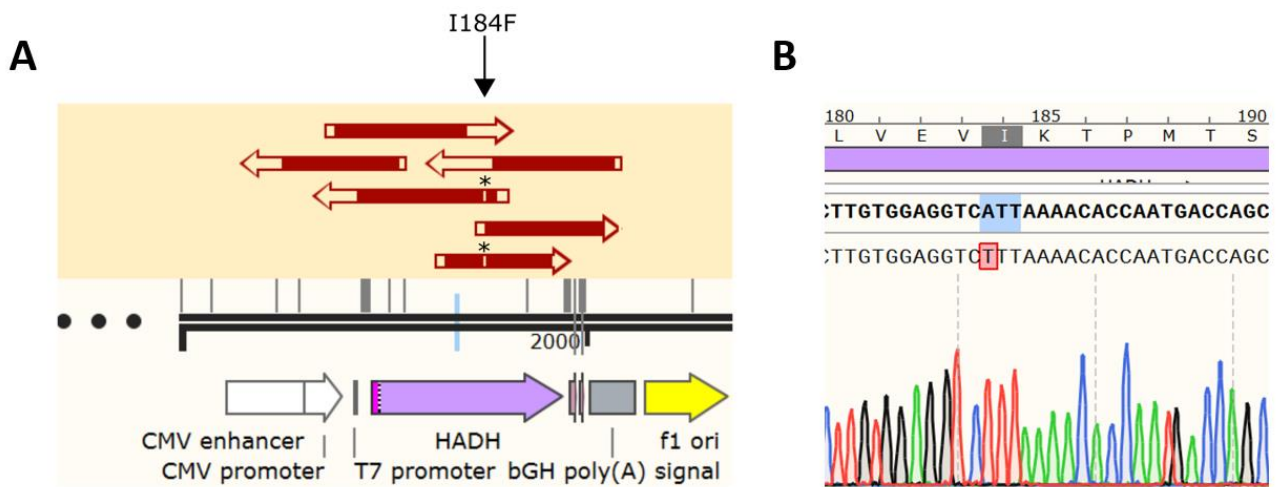 A
I184F
*
*
2000
CMV enhancer
CMV promoter
T7 promoter
HADH
bGH poly(A) signal
f1 ori
B
180 185 190
L V E V I K T P M T S
CTTGTGGAGGTCATTAAAACACCAATGACCAGC
CTTGTGGAGGTCTTTAAAACACCAATGACCAGC